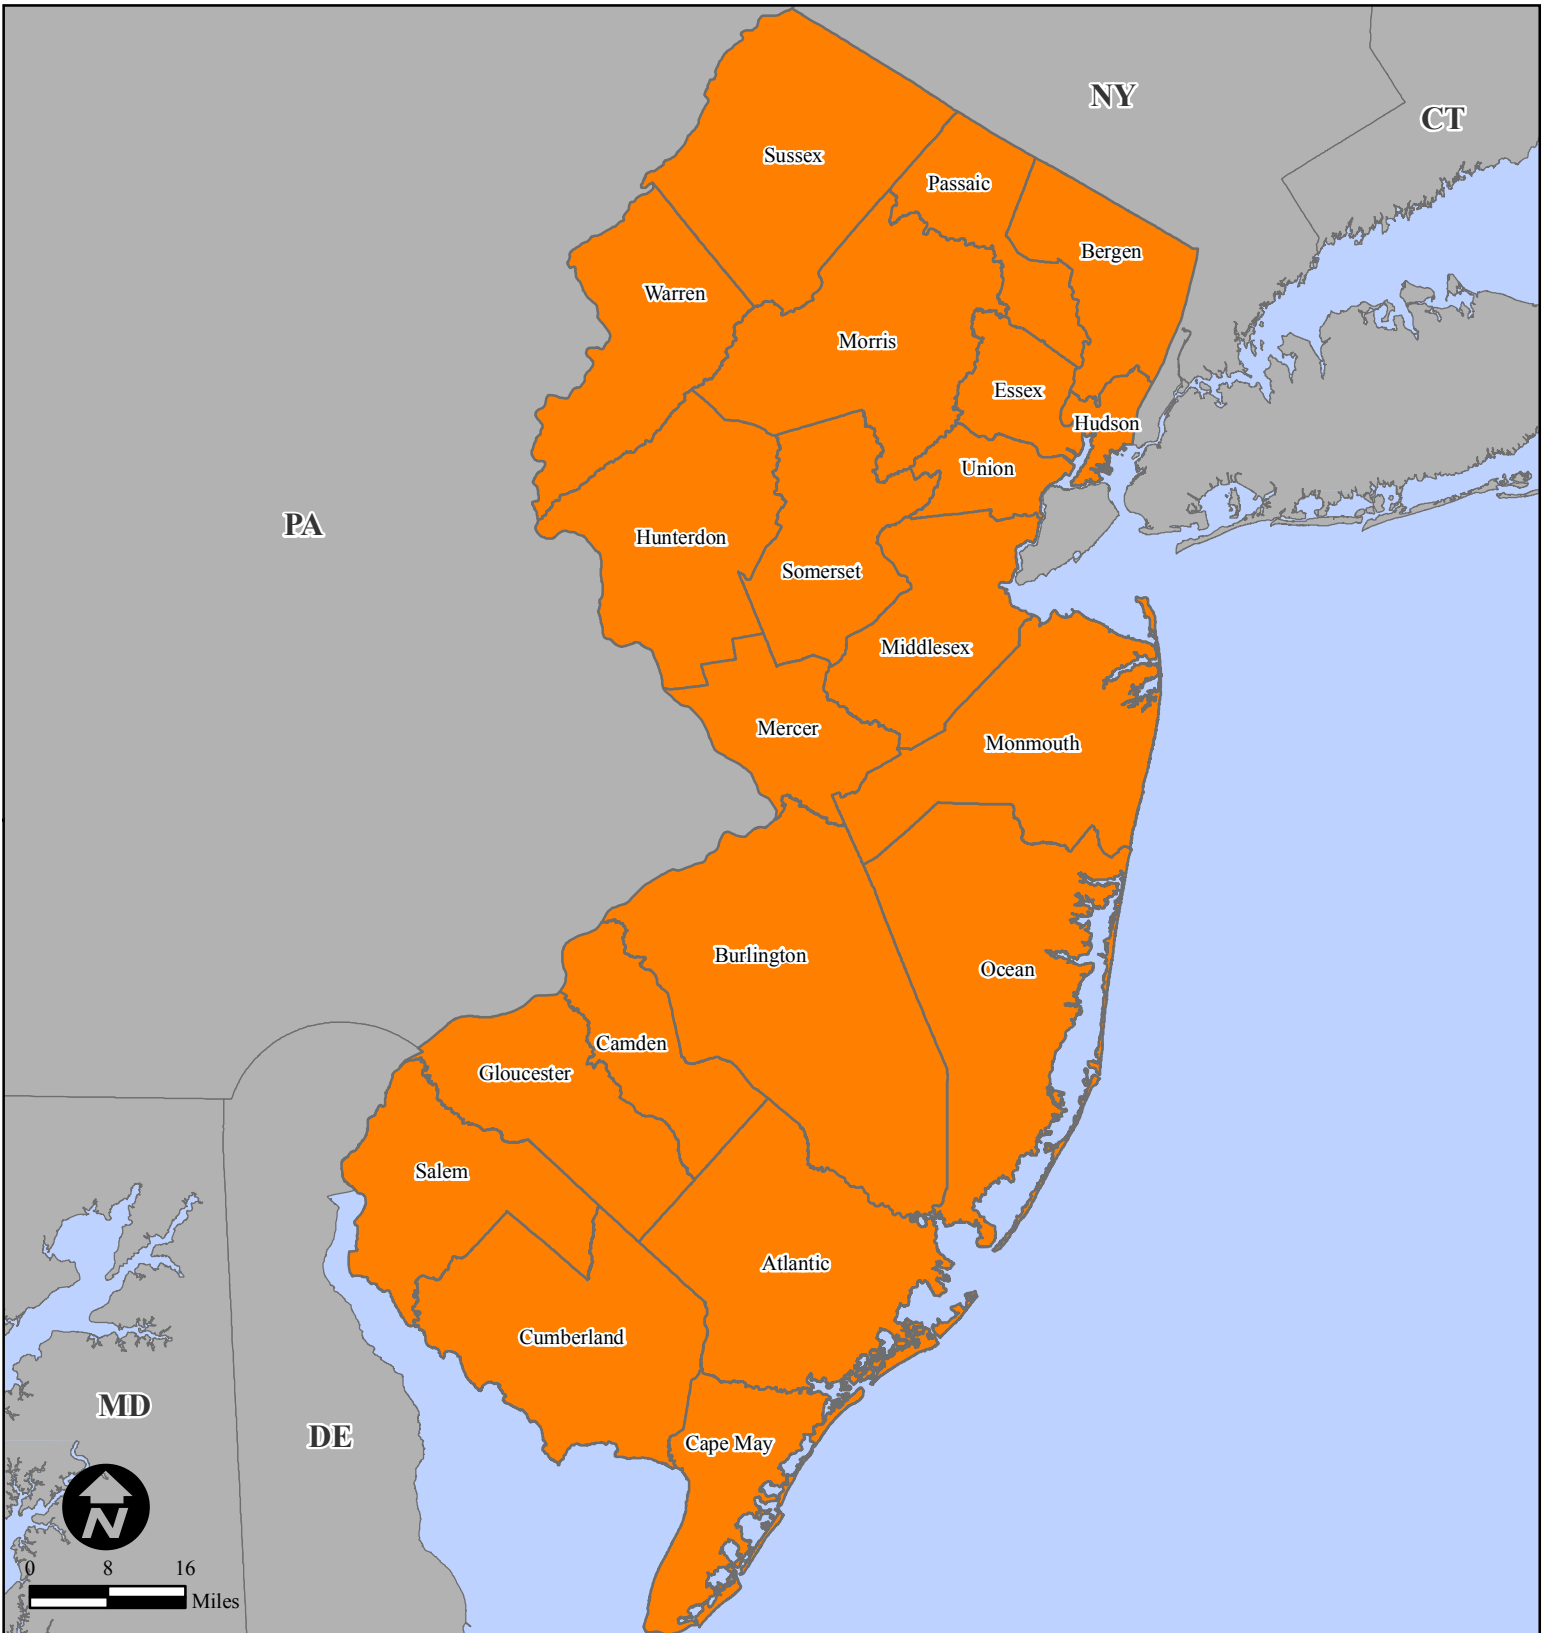 NY
CT
Sussex
Passaic
Bergen
Warren
Morris
Essex
Hudson
Union
PA
Hunterdon
Somerset
Middlesex
Mercer
Monmouth
Burlington
Ocean
Camden
Gloucester
Salem
Atlantic
Cumberland
MD
DE
Cape May
N
0 8 16
Miles